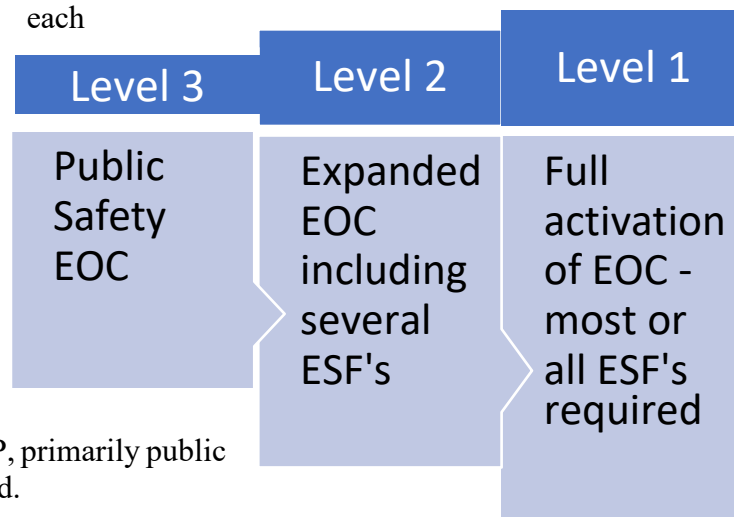 each
Level 3
Public
Safety
EOC
Level 2
Expanded
EOC
including
several
ESF's
Level 1
Full
activation
of EOC -
most or
all ESF's
required
, primarily public